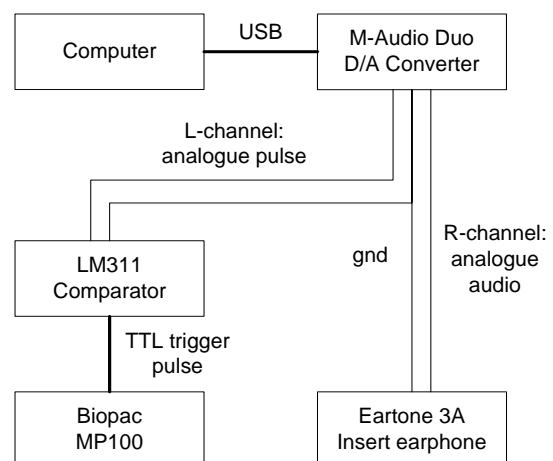 Computer
USB
M-Audio Duo
D/A Converter
L-channel:
analogue pulse
R-channel:
analogue
audio
gnd
LM311
Comparator
TTL trigger
pulse
Biopac
MP100
Eartone 3A
Insert earphone